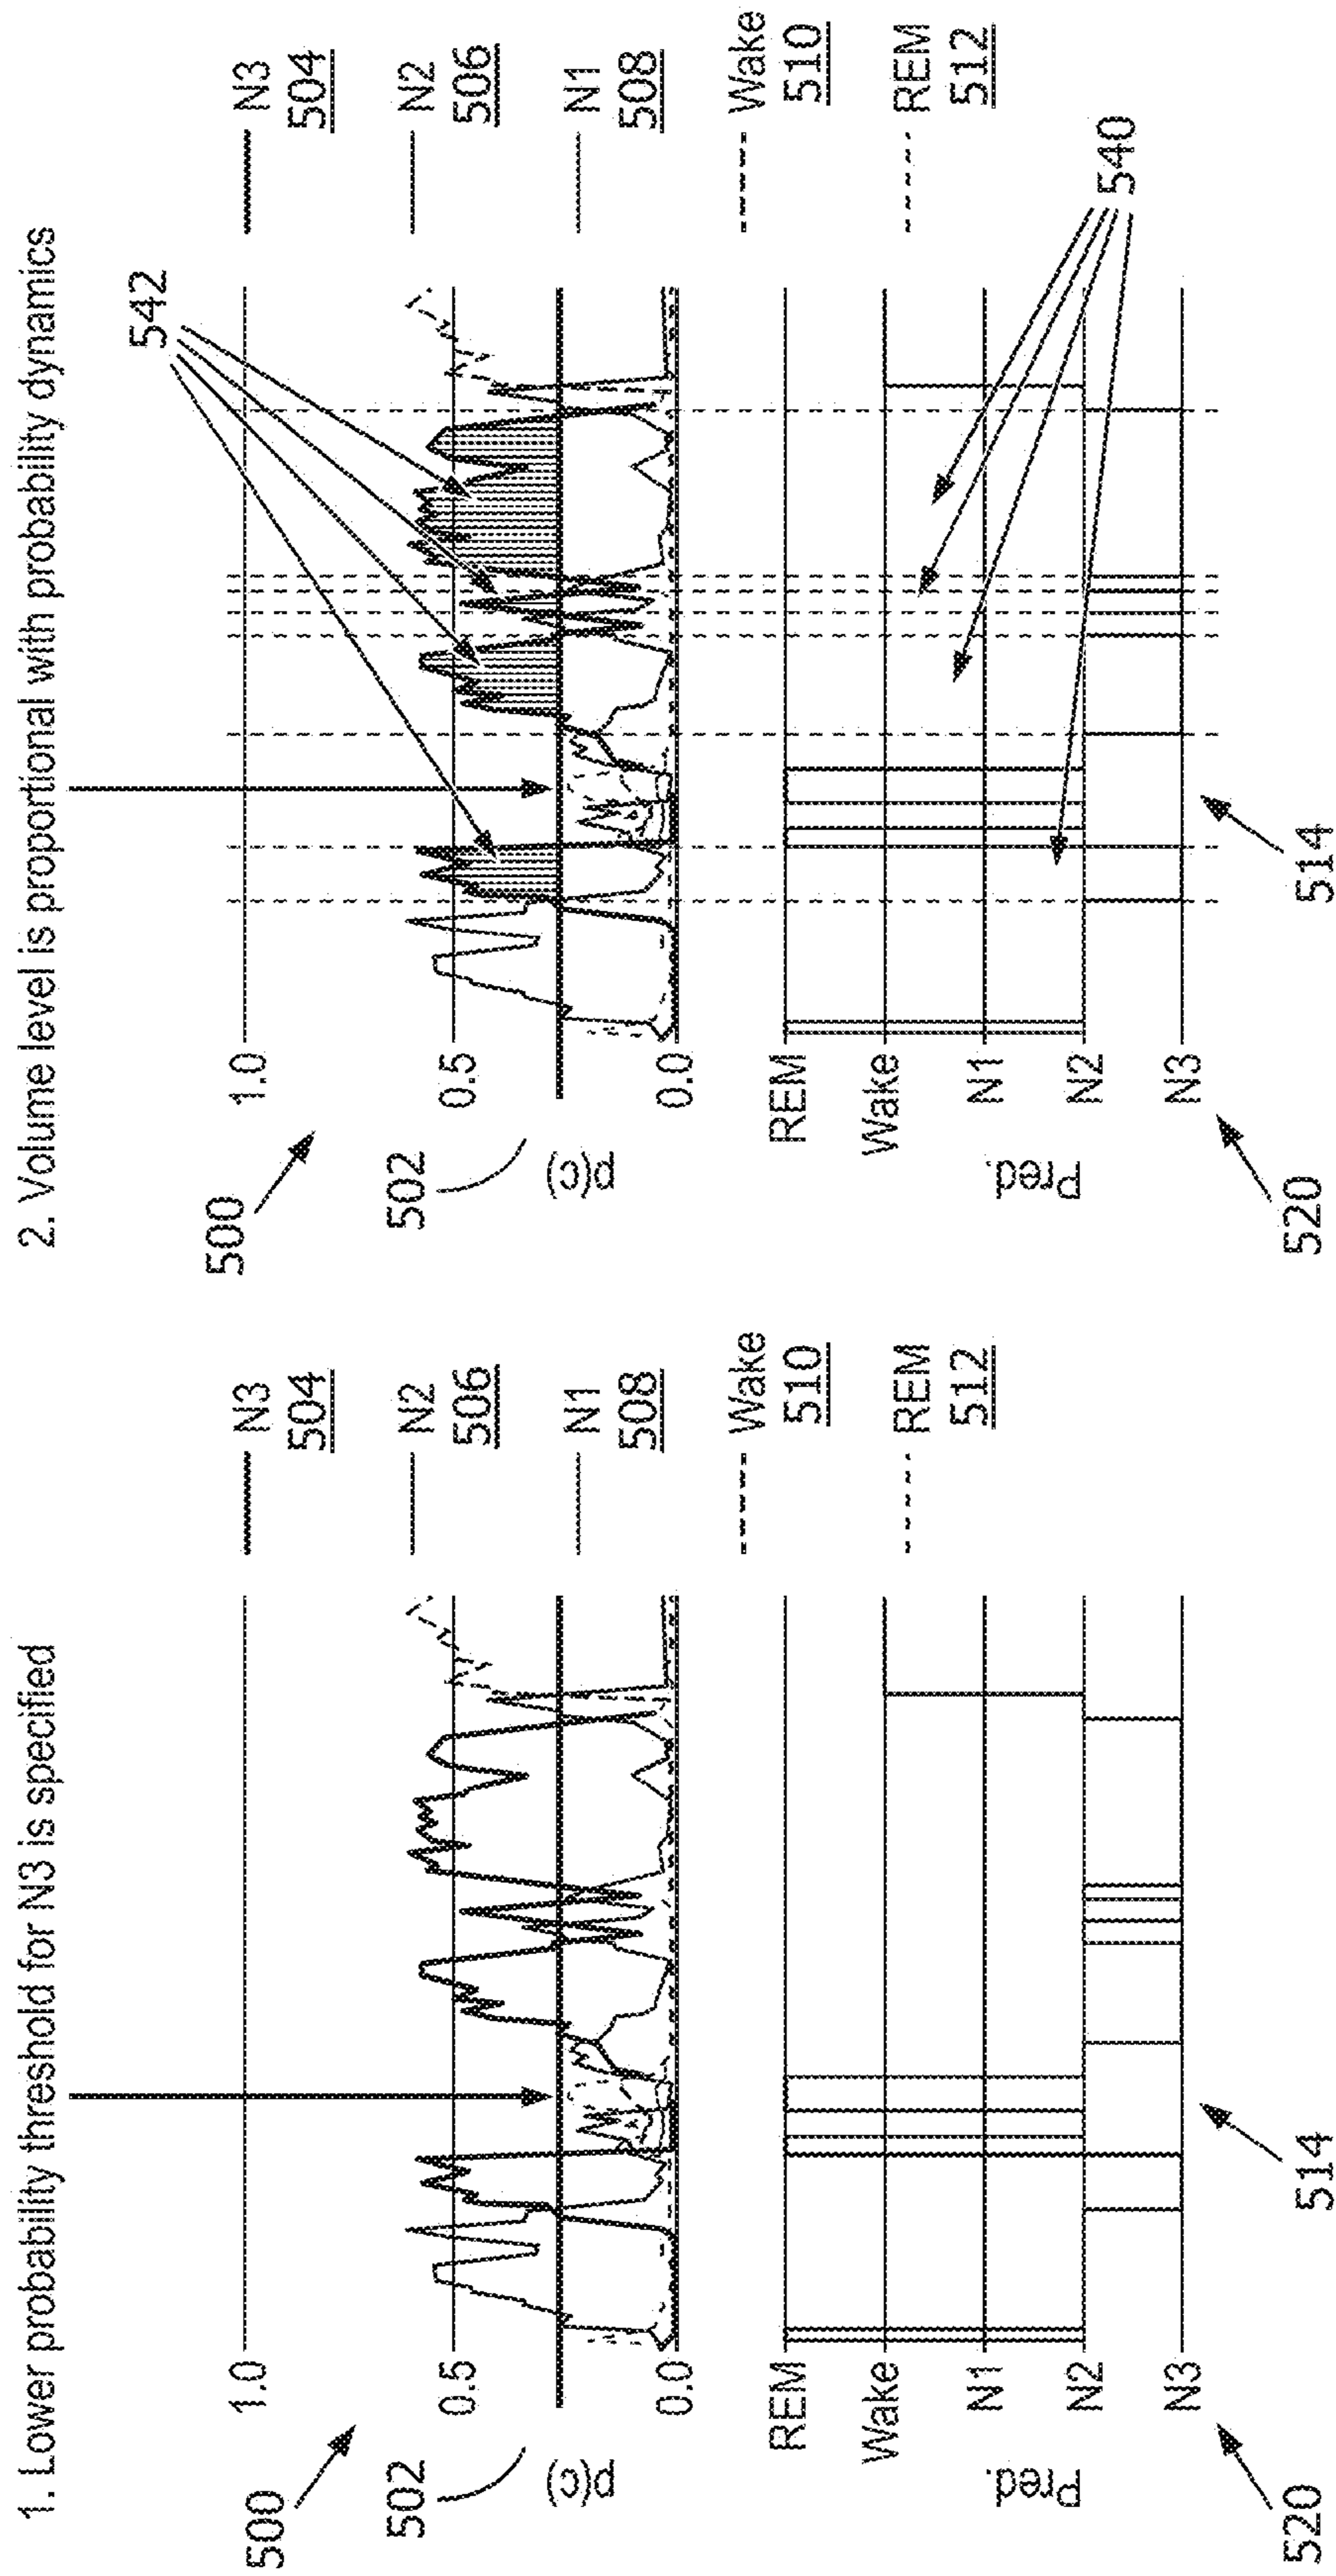 1. Lower probability threshold for N3 is specified
500
502
p(c)
1.0
0.5
0.0
N3
504
N2
506
N1
508
Wake
510
REM
512
Pred.
REM
Wake
N1
N2
N3
520
514
2. Volume level is proportional with probability dynamics
542
500
502
p(c)
1.0
0.5
0.0
N3
504
N2
506
N1
508
Wake
510
REM
512
540
Pred.
REM
Wake
N1
N2
N3
520
514